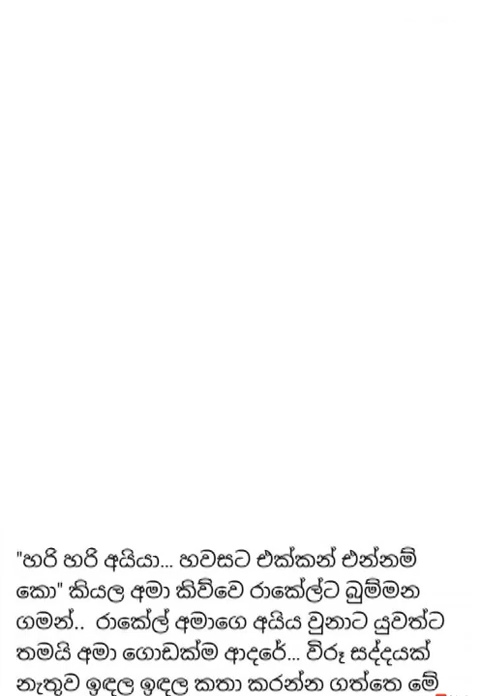 "හරි හරි අයියා... හවසට එක්කන් එන්නම්
කො" කියල අමා කිව්වෙ රාකේල්ට බුම්මන
ගමන්..  රාකේල් අමාගෙ අයිය වුනාට යුවත්ට
තමයි අමා ගොඩක්ම ආදරේ... විරූ සද්දයක්
නැතුව ඉඳල ඉඳල කතා කරන්න ගත්තෙ මේ